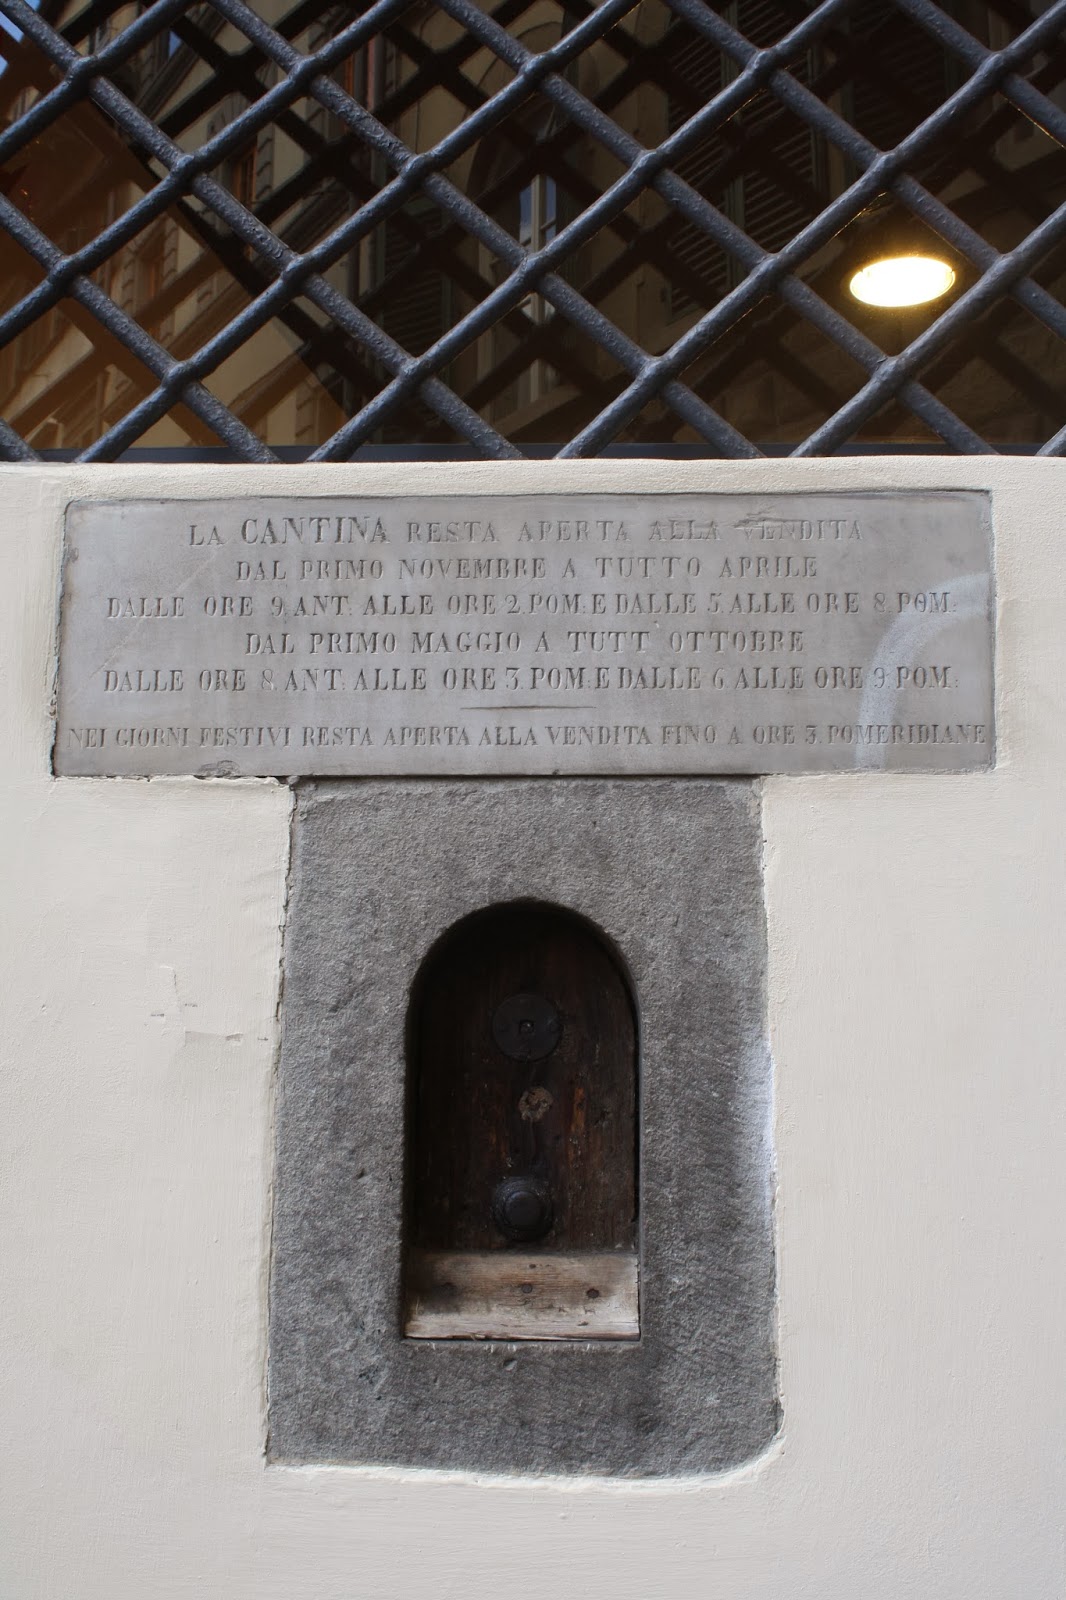 LA CANTINA RESTA APERTA ALLA VENDITA
DAL PRIMO NOVEMBRE A TUTTO APRILE
DALLE ORE 9. ANT: ALLE ORE 2. POM: E DALLE 5. ALLE ORE 8. POM:
DAL PRIMO MAGGIO A TUTT OTTOBRE
DALLE ORE 8. ANT: ALLE ORE 3. POM: E DALLE 6. ALLE ORE 9. POM:
NEI GIORNI FESTIVI RESTA APERTA ALLA VENDITA FINO A ORE 3. POMERIDIANE